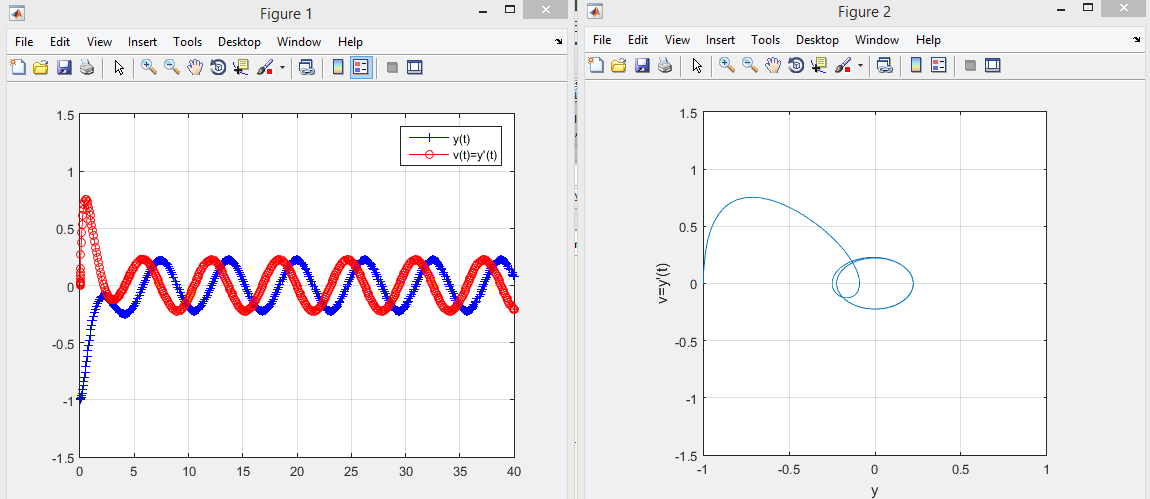 Figure 1
File Edit View Insert Tools Desktop Window Help
1.5
1
0.5
0
-0.5
-1
-1.5
0 5 10 15 20 25 30 35 40
y(t)
v(t)=y'(t)
Figure 2
File Edit View Insert Tools Desktop Window Help
1.5
1
0.5
0
-0.5
-1
-1.5
-1 -0.5 0 0.5 1
v=y'(t)
y